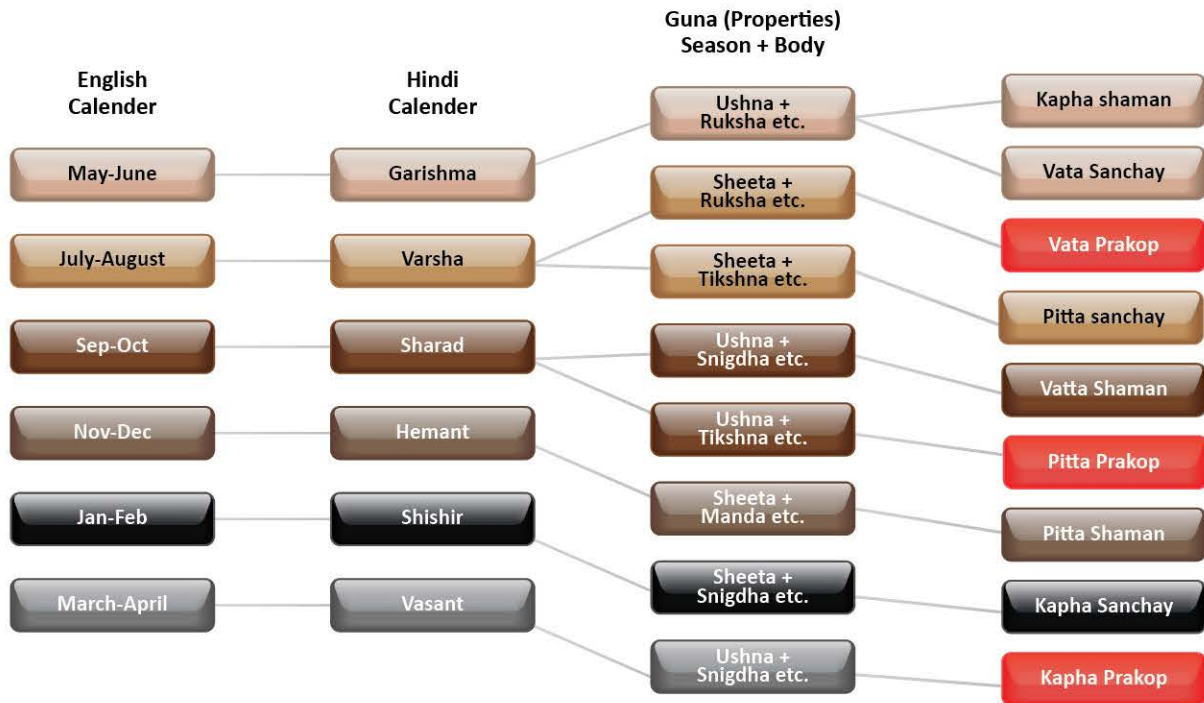 Guna (Properties)
Season + Body
English
Calender
Hindi
Calender
May-June
July-August
Sep-Oct
Nov-Dec
Jan-Feb
March-April
Garishma
Varsha
Sharad
Hemant
Shishir
Vasant
Ushna +
Ruksha etc.
Sheeta +
Ruksha etc.
Sheeta +
Tikshna etc.
Ushna +
Snigdha etc.
Ushna +
Tikshna etc.
Sheeta +
Manda etc.
Sheeta +
Snigdha etc.
Ushna +
Snigdha etc.
Kapha shaman
Vata Sanchay
Vata Prakop
Pitta sanchay
Vatta Shaman
Pitta Prakop
Pitta Shaman
Kapha Sanchay
Kapha Prakop